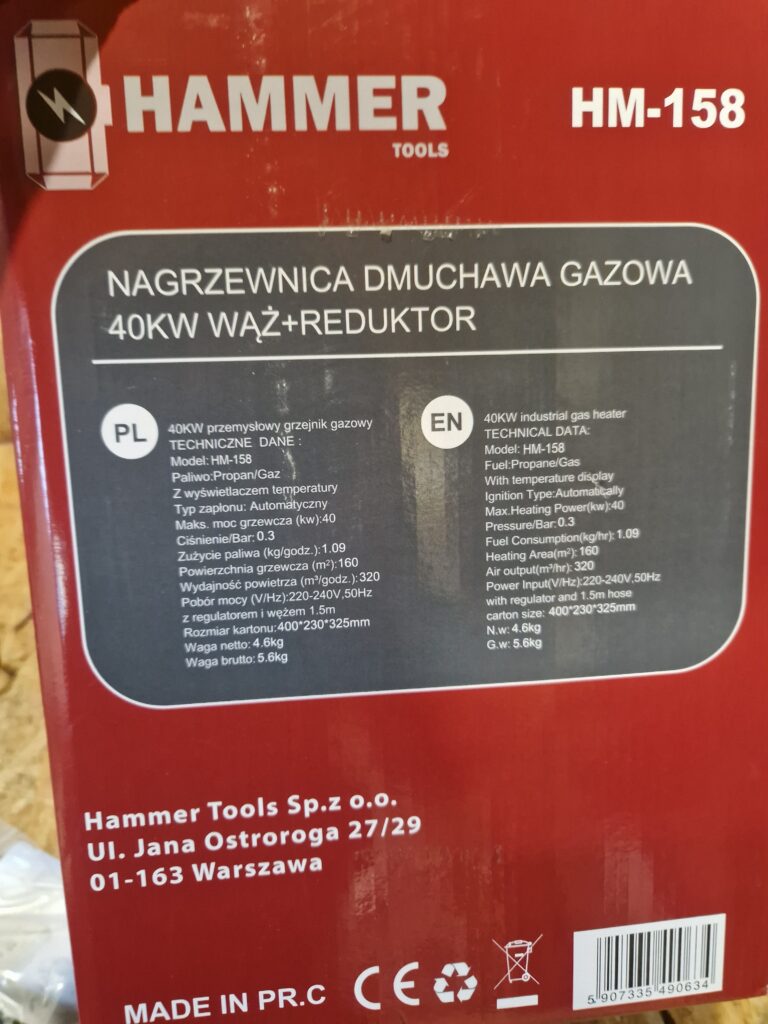 HAMMER
TOOLS
HM-158
NAGRZEWNICA DMUCHAWA GAZOWA
40KW WĄŻ+REDUKTOR
PL
40KW przemysłowy grzejnik gazowy
TECHNICZNE DANE :
Model: HM-158
Paliwo:Propan/Gaz
Z wyświetlaczem temperatury
Typ zapłonu: Automatyczny
Maks. moc grzewcza (kw):40
Ciśnienie/Bar: 0.3
Zużycie paliwa (kg/godz.):1.09
Powierzchnia grzewcza (m²):160
Wydajność powietrza (m³/godz.): 320
Pobór mocy (V/Hz):220-240V,50Hz
z regulatorem i wężem 1.5m
Rozmiar kartonu:400*230*325mm
Waga netto: 4.6kg
Waga brutto: 5.6kg
EN
40KW industrial gas heater
TECHNICAL DATA:
Model: HM-158
Fuel:Propane/Gas
With temperature display
Ignition Type:Automatically
Max.Heating Power(kw):40
Pressure/Bar: 0.3
Fuel Consumption(kg/hr): 1.09
Heating Area(m²): 160
Air output(m³/hr): 320
Power Input(V/Hz):220-240V,50Hz
with regulator and 1.5m hose
carton size: 400*230*325mm
N.w: 4.6kg
G.w: 5.6kg
Hammer Tools Sp.z o.o.
Ul. Jana Ostroroga 27/29
01-163 Warszawa
MADE IN PR.C
CE
5 907335 490634